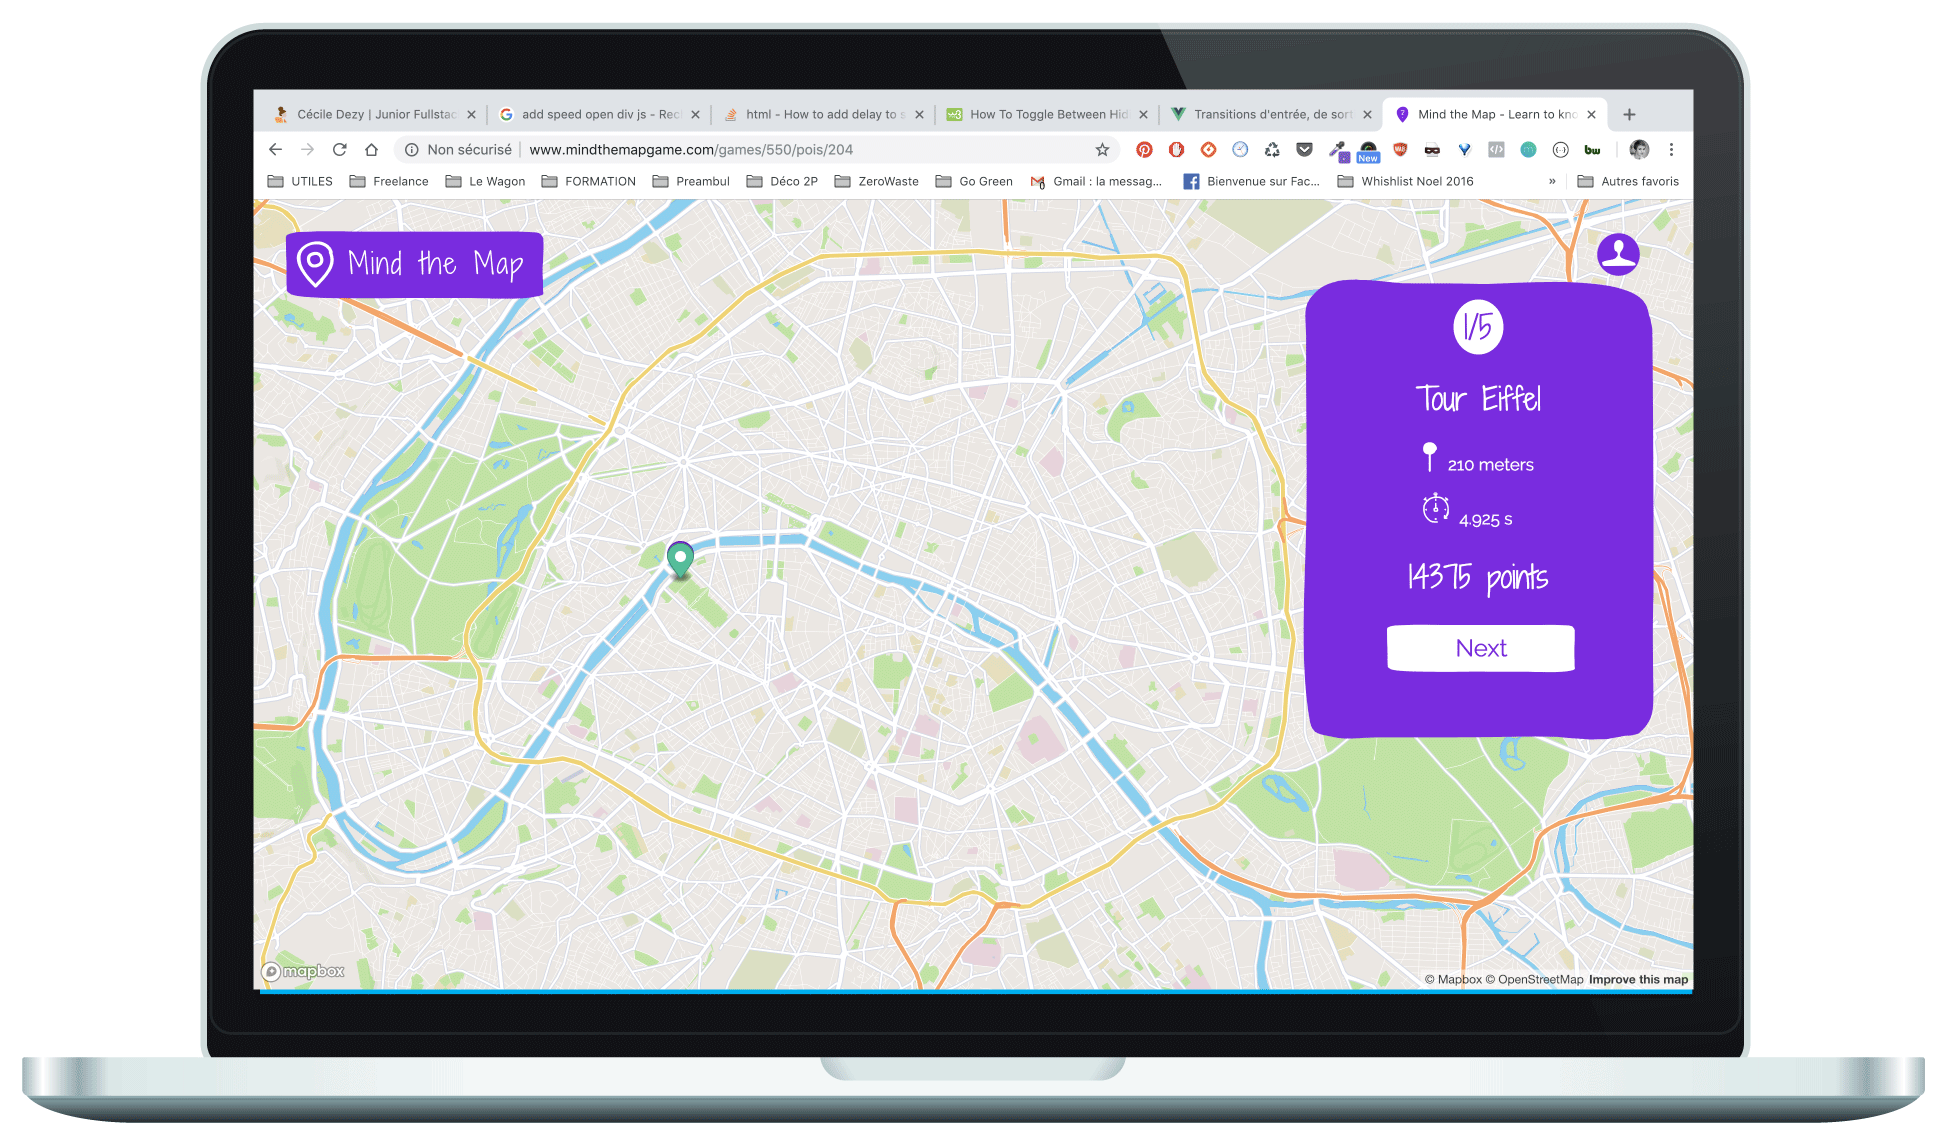 Cécile Dezy | Junior Fullstac
add speed open div js - Rec
html - How to add delay to s
How To Toggle Between Hid
Transitions d'entrée, de sort
Mind the Map - Learn to kno
Non sécurisé
www.mindthemapgame.com/games/550/pois/204
New
bw
UTILES
Freelance
Le Wagon
FORMATION
Preambul
Déco 2P
ZeroWaste
Go Green
Gmail : la messag...
Bienvenue sur Fac...
Whishlist Noel 2016
»
Autres favoris
Mind the Map
1/5
Tour Eiffel
210 meters
4.925 s
14375 points
Next
mapbox
© Mapbox © OpenStreetMap Improve this map